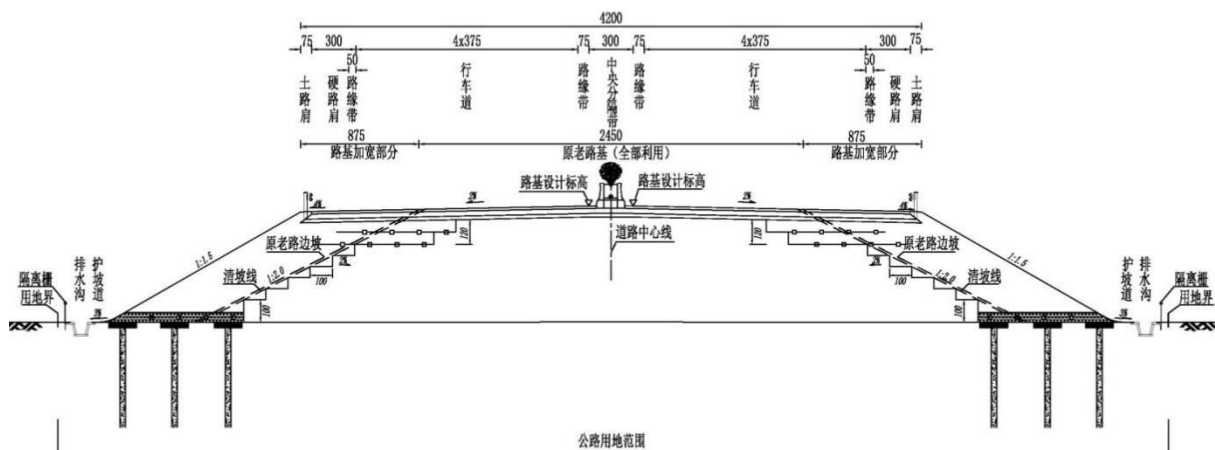 4200
75 300 4x375 75 300 75 4x375 300 75
50 50
土路肩
硬路肩
路缘带
行车道
路缘带
中央分隔带
路缘带
行车道
路缘带
硬路肩
土路肩
875 2450 875
路基加宽部分 原老路基(全部利用) 路基加宽部分
路基设计标高 路基设计标高
4% 2% 2% 4%
120 道路中心线 120
1:1.5 原老路边坡 2% 2% 原老路边坡 1:1.5
清坡线 1:2.0 100 100 1:2.0 清坡线
隔离栅
用地界
排水沟
护坡道
3%
100 100
3%
护坡道
排水沟
隔离栅
用地界
公路用地范围